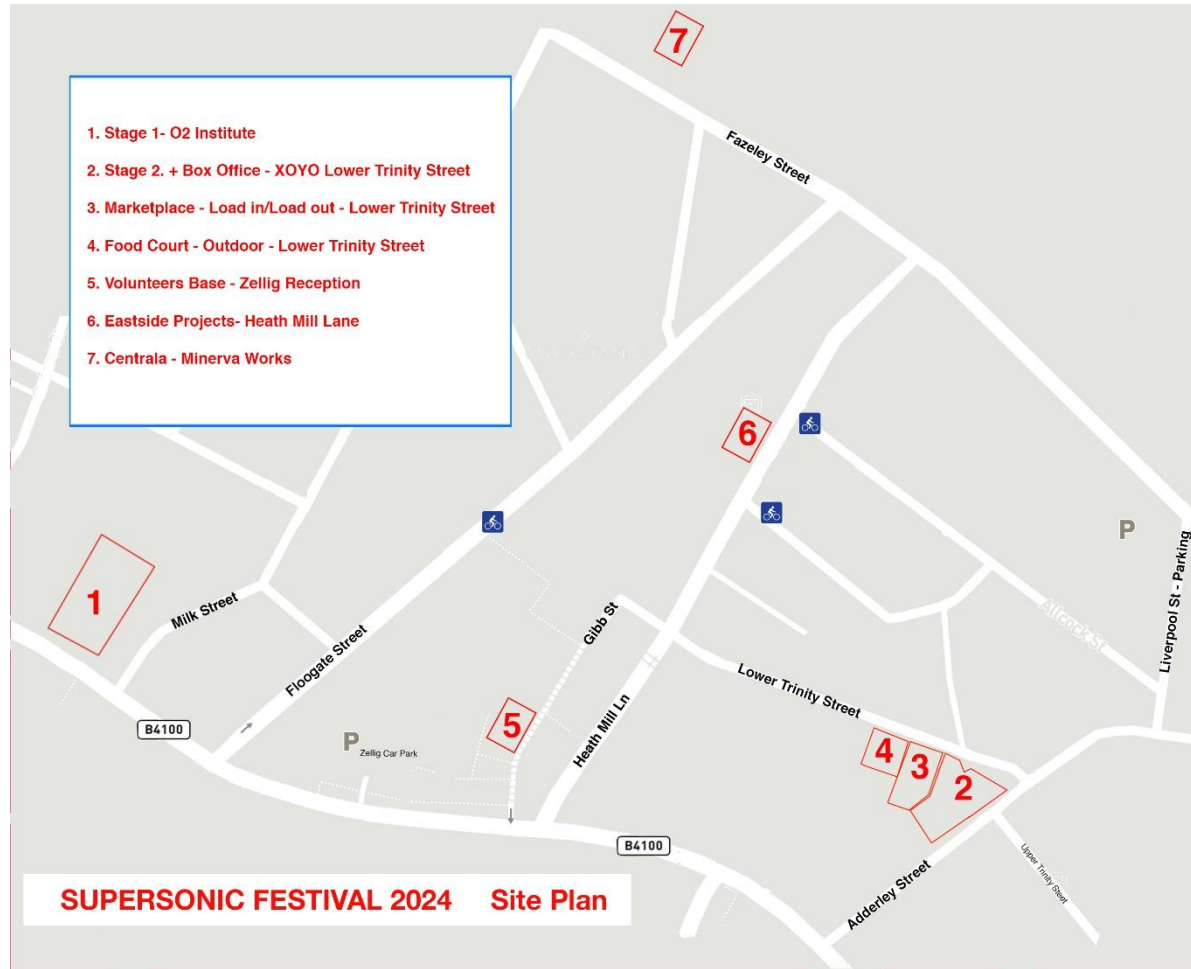 7
1. Stage 1- O2 Institute
2. Stage 2. + Box Office - XOYO Lower Trinity Street
3. Marketplace - Load in/Load out - Lower Trinity Street
4. Food Court - Outdoor - Lower Trinity Street
5. Volunteers Base - Zellig Reception
6. Eastside Projects- Heath Mill Lane
7. Centrala - Minerva Works
Fazeley Street
6
P
1
Milk Street
Floogate Street
Gibb St
Allcock St
Liverpool St - Parking
Lower Trinity Street
5
Heath Mill Ln
B4100
P
Zellig Car Park
4
3
2
B4100
Adderley Street
Upper Trinity Street
SUPERSONIC FESTIVAL 2024 Site Plan